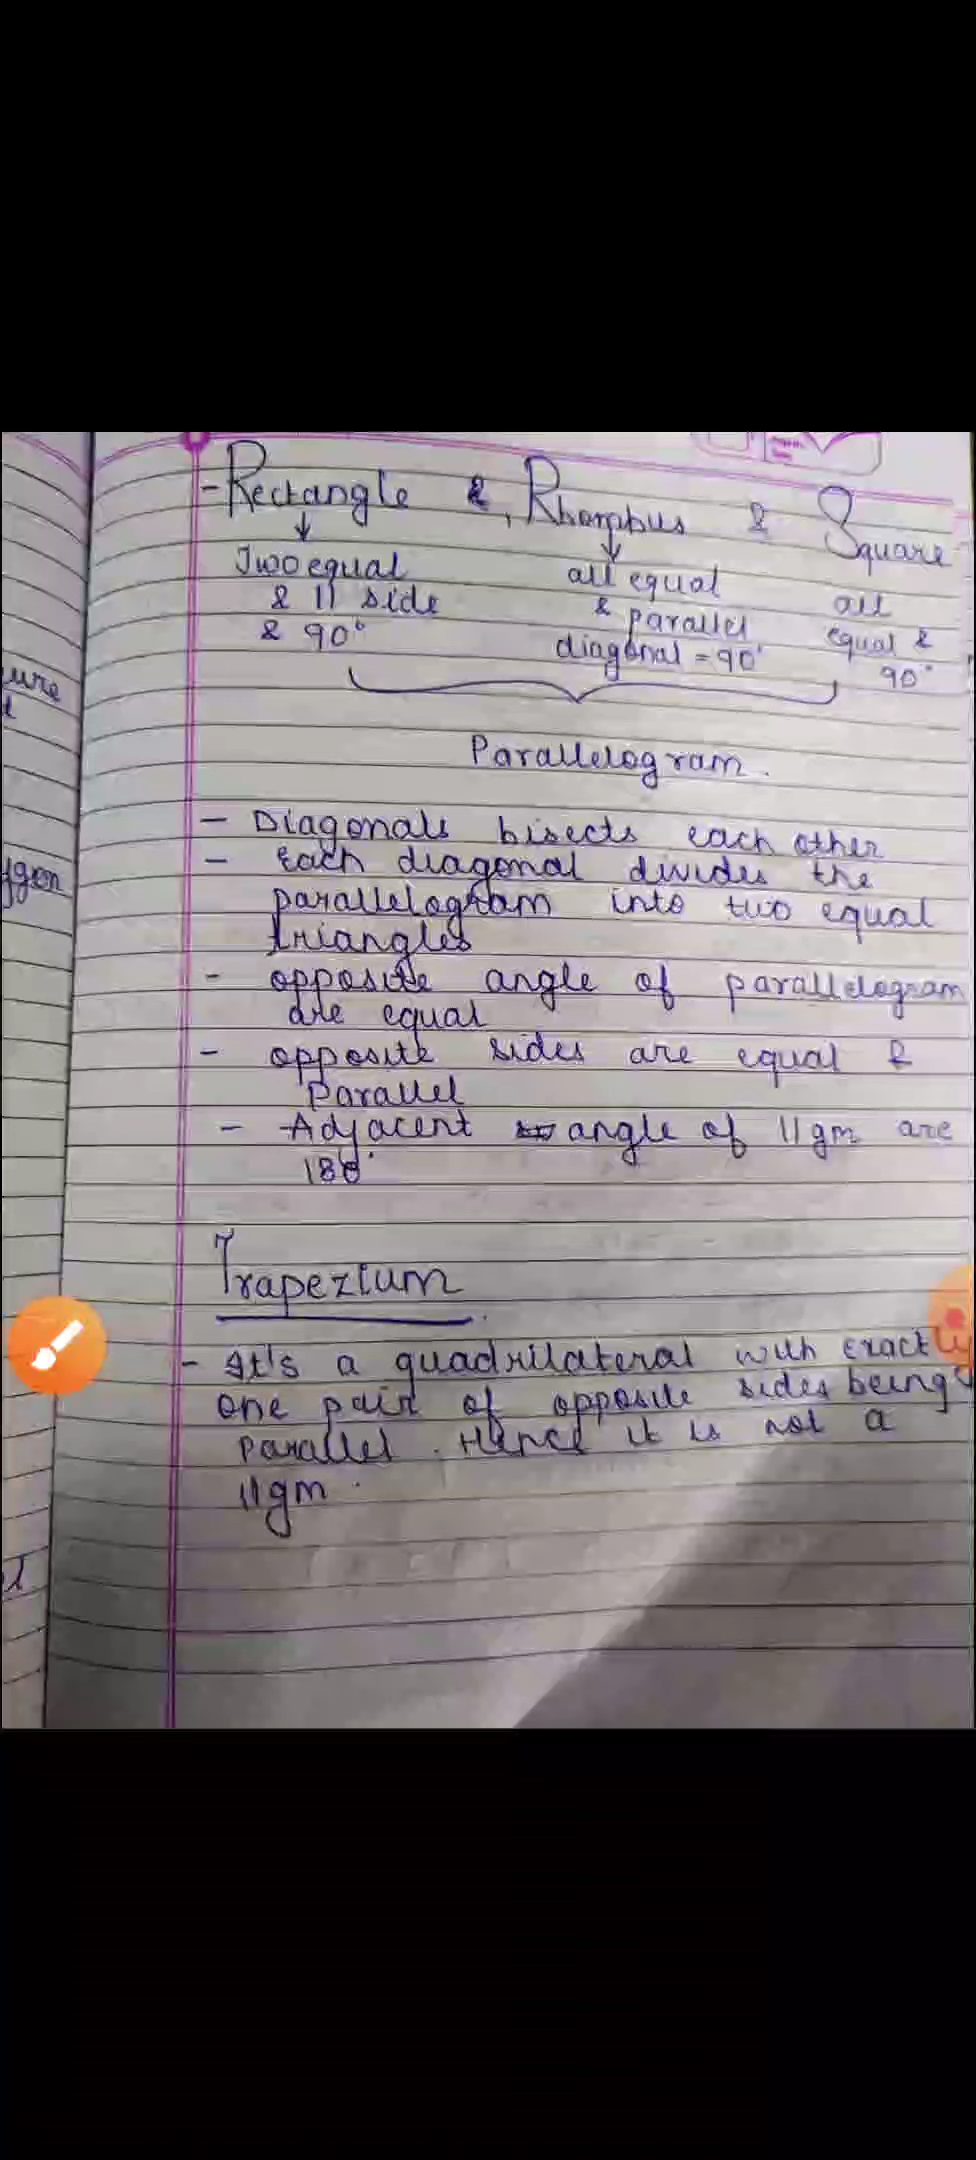 - Rectangle & , Rhombus & Square
Two equal all equal all
& || side & parallel equal &
& 90° diagonal = 90° 90°
Parallelogram.
- Diagonals bisects each other
- Each diagonal divides the
parallelogram into two equal
triangles
- opposite angle of parallelogram
are equal
- opposite sides are equal &
Parallel
- Adjacent angle of ||gm are
180°
Trapezium
- It's a quadrilateral with exactly
one pair of opposite sides being
parallel. Hence it is not a
||gm.